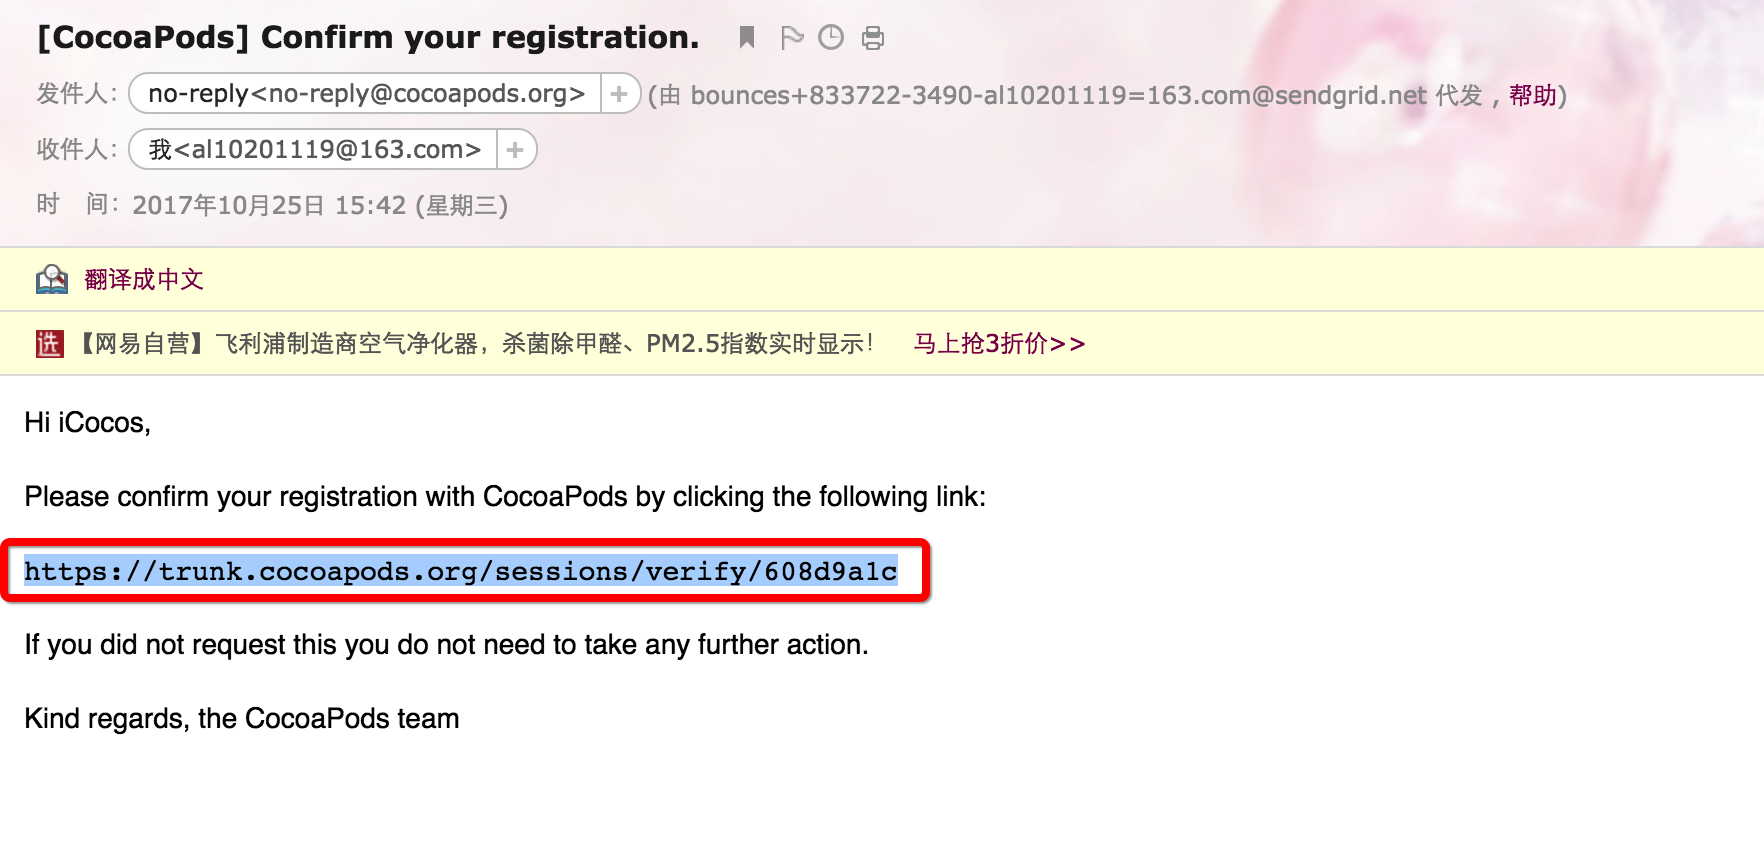 [CocoaPods] Confirm your registration.
发件人： no-reply<no-reply@cocoapods.org> + (由 bounces+833722-3490-al10201119=163.com@sendgrid.net 代发 , 帮助)
收件人： 我<al10201119@163.com> +
时 间： 2017年10月25日 15:42 (星期三)
翻译成中文
选 【网易自营】飞利浦制造商空气净化器，杀菌除甲醛、PM2.5指数实时显示！ 马上抢3折价>>
Hi iCocos,
Please confirm your registration with CocoaPods by clicking the following link:
https://trunk.cocoapods.org/sessions/verify/608d9a1c
If you did not request this you do not need to take any further action.
Kind regards, the CocoaPods team